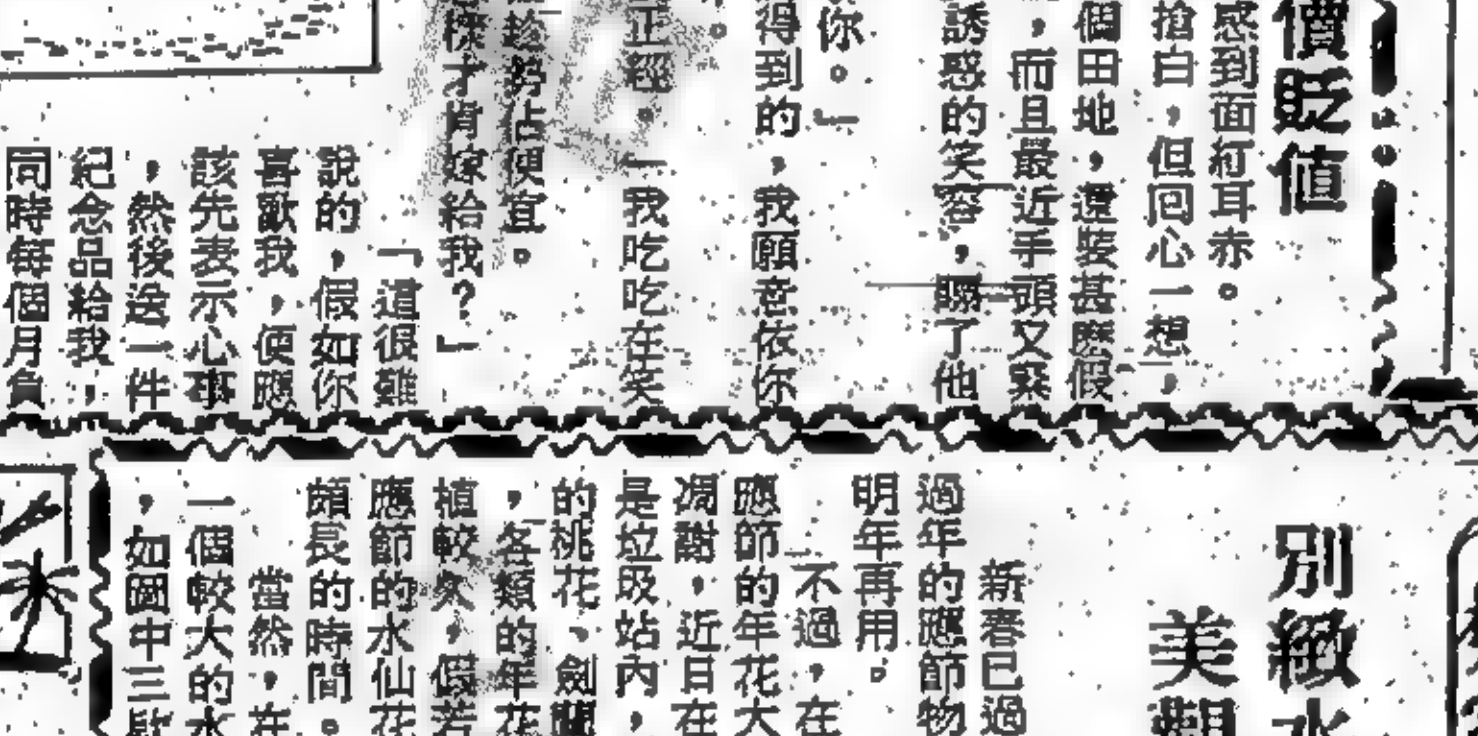 價貶值
感到面紅耳赤。
搶白，但回心一想，
個田地，還裝甚麽假
，而且最近手頭又緊
誘惑的笑容，瞟了他
你。」
得到的，我願意依你
正經。「我吃吃在笑
趁勢佔便宜。
才肯嫁給我？」
「這很難
說的，假如你
喜歡我，便應
該先表示心事
，然後送一件
紀念品給我，
同時每個月負
別緻水
美觀
新春已過
過年的應節物
明年再用。
不過，在
應節的年花大
凋謝，近日在
是垃圾站內，
的桃花、劍蘭
，各類的年花
植較久，假若
應節的水仙花
頗長的時間。
當然，在
一個較大的水
，如圖中三